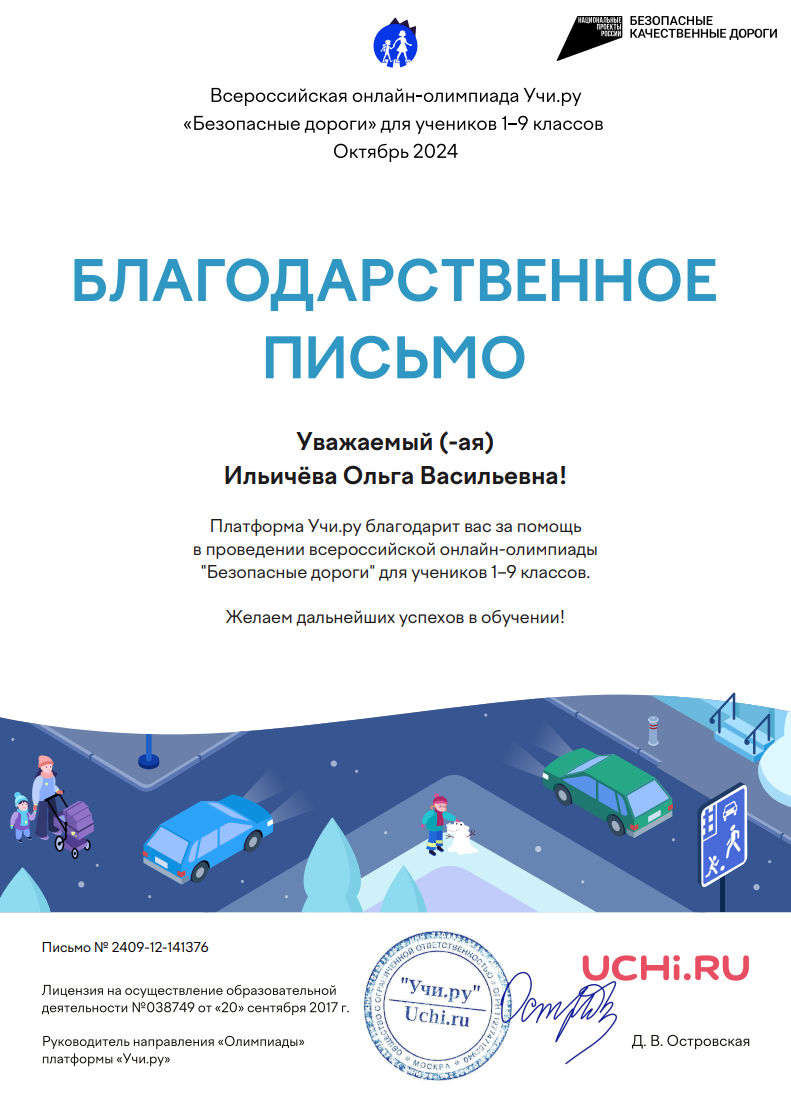 НАЦИОНАЛЬНЫЕ
ПРОЕКТЫ
РОССИИ
БЕЗОПАСНЫЕ
КАЧЕСТВЕННЫЕ ДОРОГИ
Всероссийская онлайн-олимпиада Учи.ру
«Безопасные дороги» для учеников 1–9 классов
Октябрь 2024
БЛАГОДАРСТВЕННОЕ
ПИСЬМО
Уважаемый (-ая)
Ильичёва Ольга Васильевна!
Платформа Учи.ру благодарит вас за помощь
в проведении всероссийской онлайн-олимпиады
"Безопасные дороги" для учеников 1–9 классов.
Желаем дальнейших успехов в обучении!
Письмо № 2409-12-141376
Лицензия на осуществление образовательной
деятельности №038749 от «20» сентября 2017 г.
Руководитель направления «Олимпиады»
платформы «Учи.ру»
ОБЩЕСТВО С ОГРАНИЧЕННОЙ ОТВЕТСТВЕННОСТЬЮ
МОСКВА
"Учи.ру"
Uchi.ru
UCHi.RU
Д. В. Островская